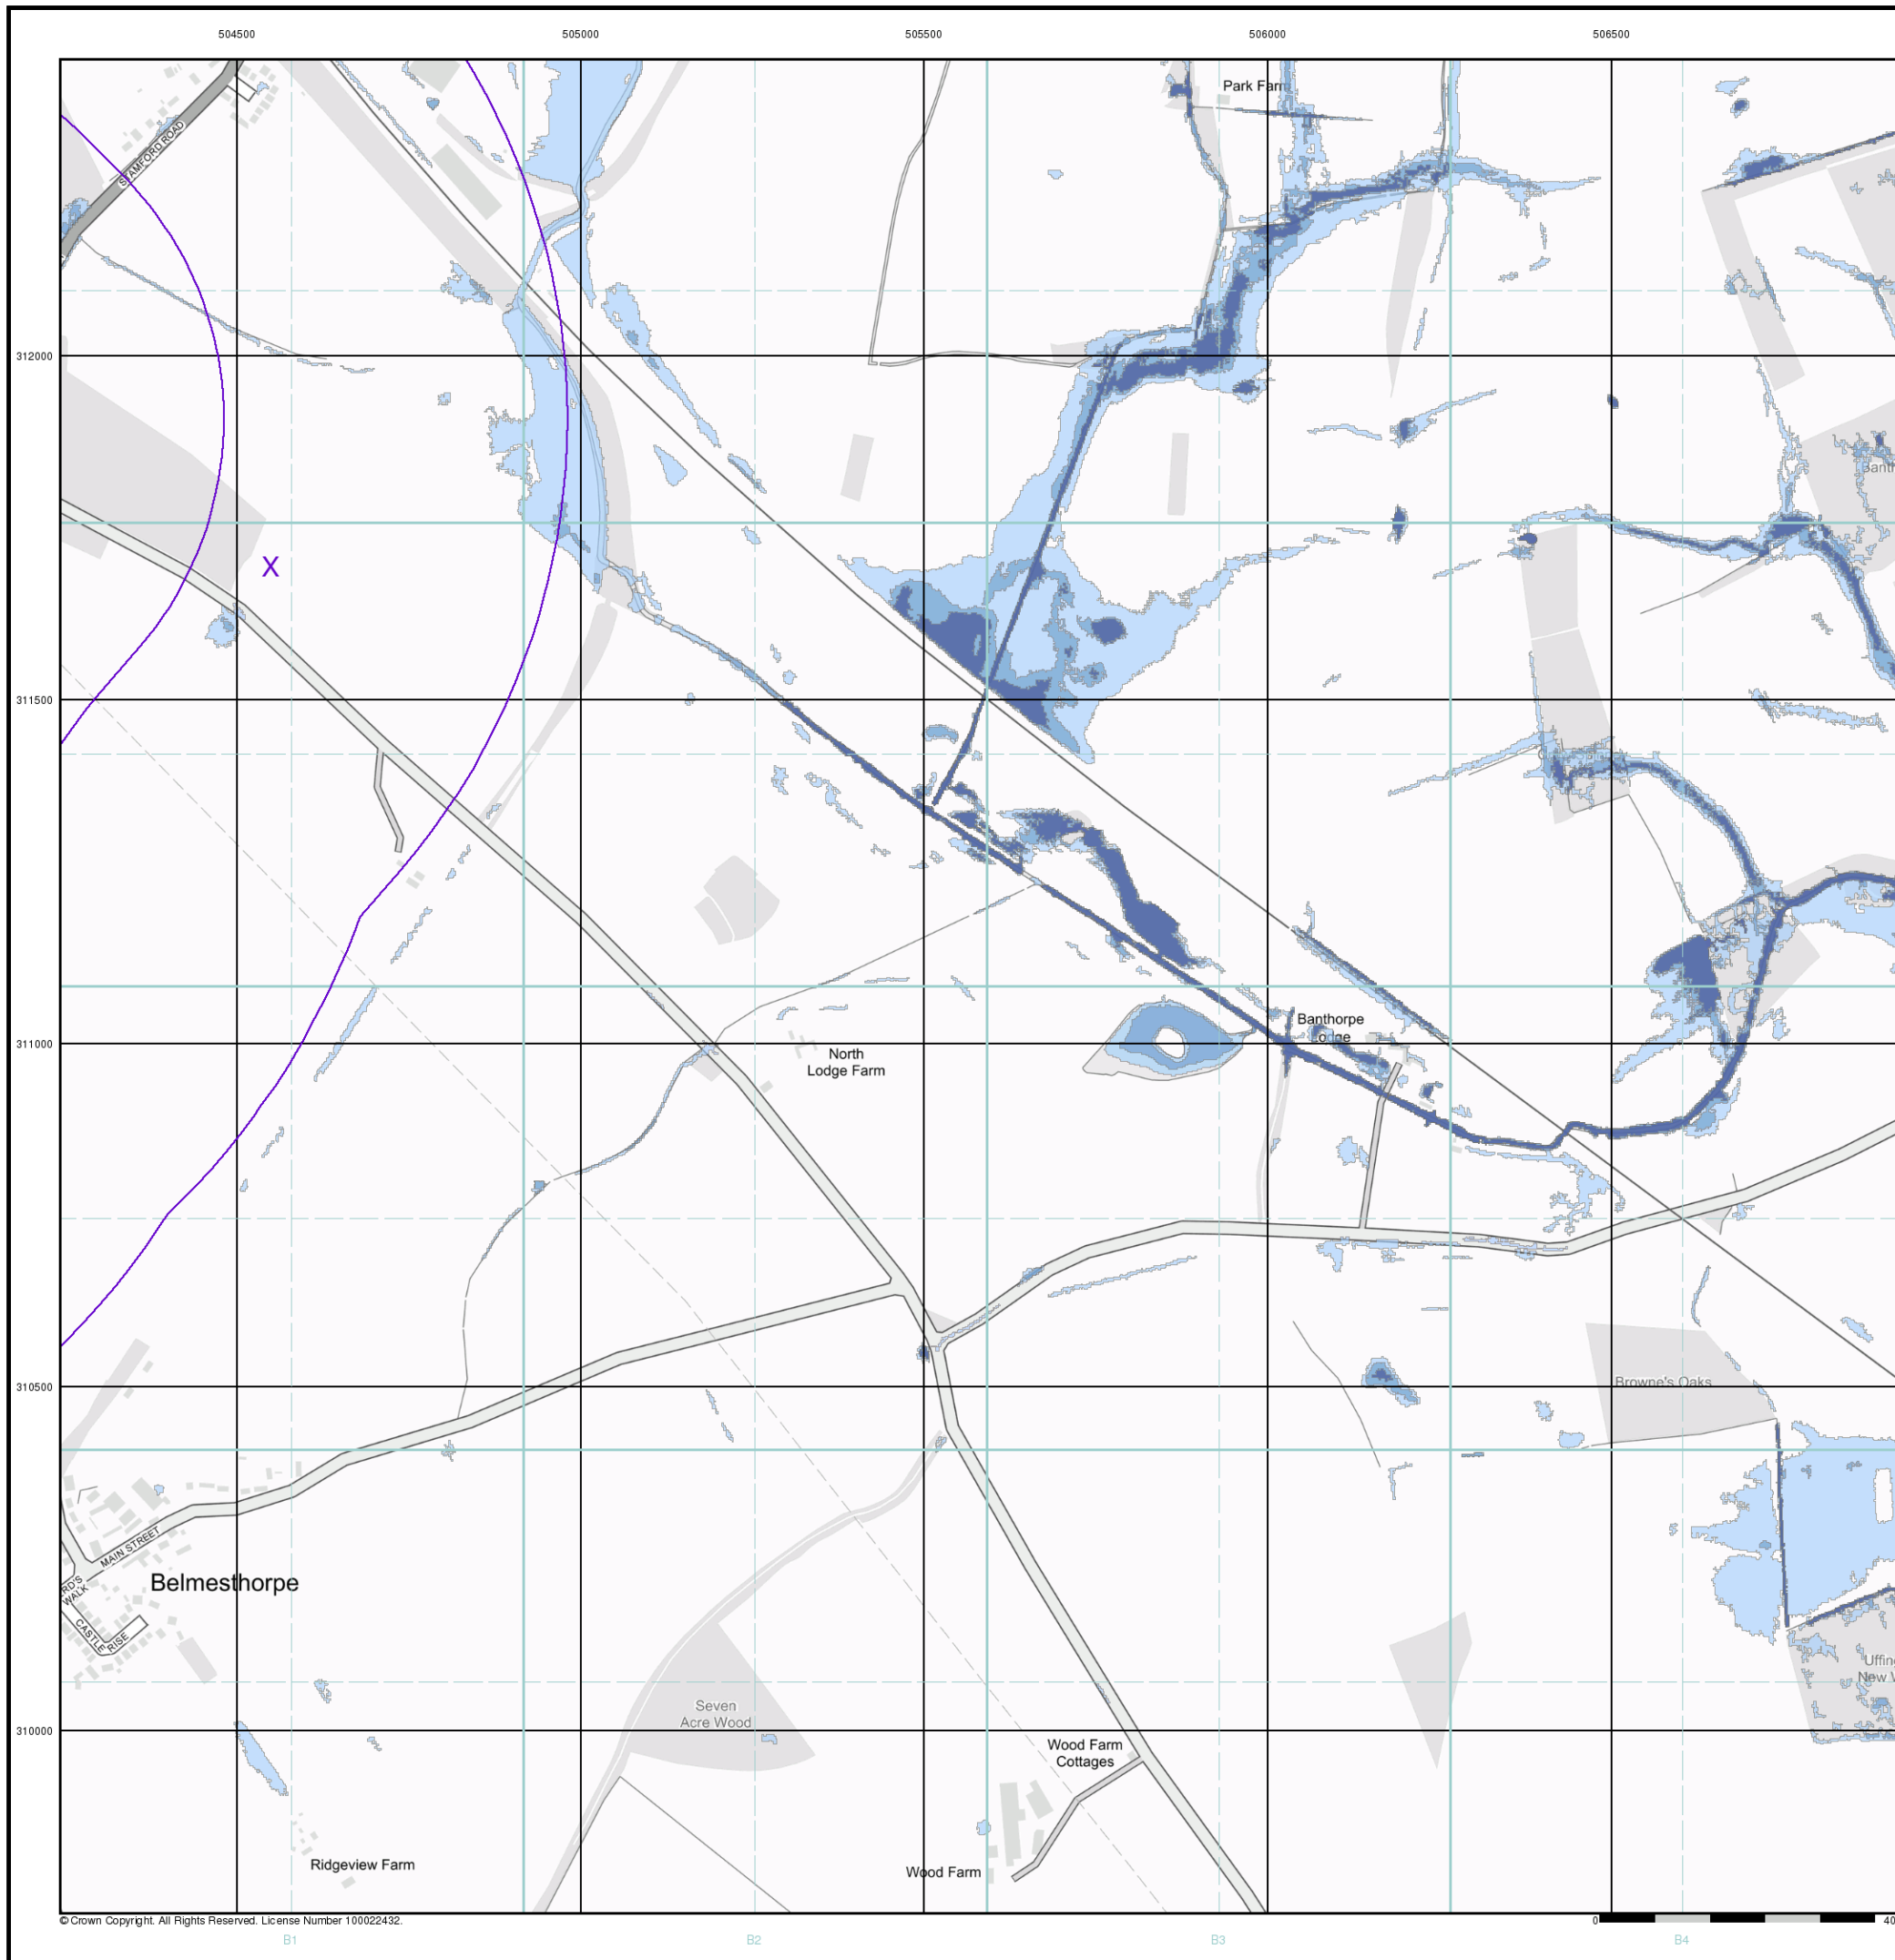 504500 505000 505500 506000 506500
Park Farm
STAMFORD ROAD
312000
X
311500
Banthorpe
Lodge
311000
North
Lodge Farm
310500
Browne's Oaks
MAIN STREET
Belmesthorpe
WALK
CASTLE RISE
Seven
Acre Wood
310000
Wood Farm
Cottages
Ridgeview Farm
Wood Farm
© Crown Copyright. All Rights Reserved. License Number 100022432.
0
B1 B2 B3 B4